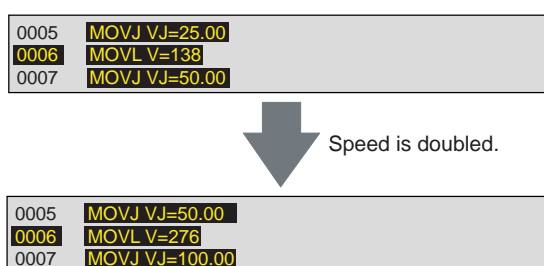 0005 MOVJ VJ=25.00
0006 MOVL V=138
0007 MOVJ VJ=50.00
Speed is doubled.
0005 MOVJ VJ=50.00
0006 MOVL V=276
0007 MOVJ VJ=100.00